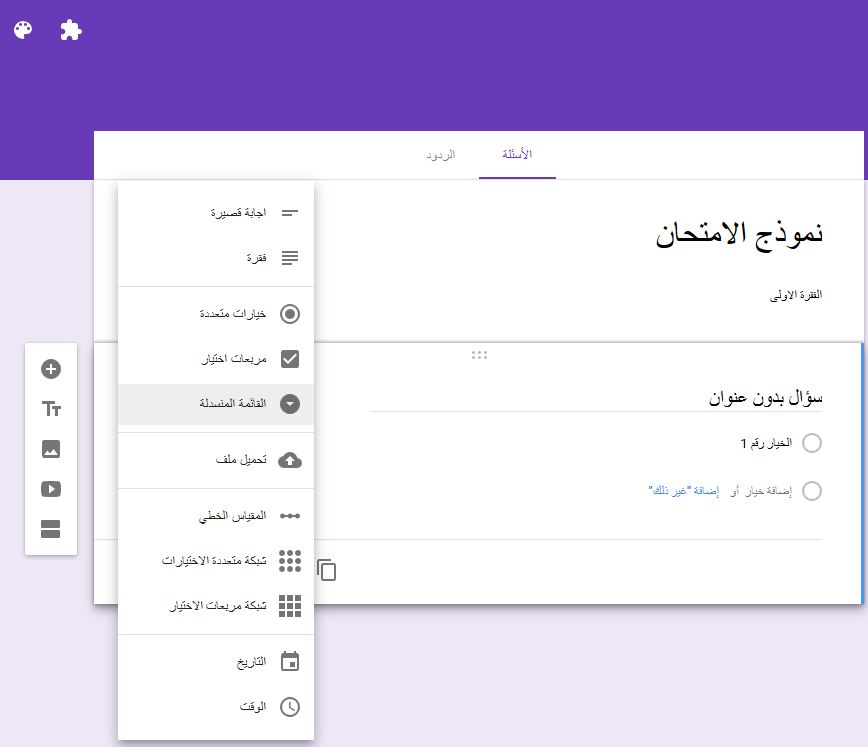 الأسئلة
الردود
نموذج الامتحان
الفقرة الاولى
سؤال بدون عنوان
الخيار رقم 1
إضافة خيار أو إضافة "غير ذلك"
اجابة قصيرة
فقرة
خيارات متعددة
مربعات اختيار
القائمة المنسدلة
تحميل ملف
المقياس الخطي
شبكة متعددة الاختيارات
شبكة مربعات الاختيار
التاريخ
الوقت
Tт